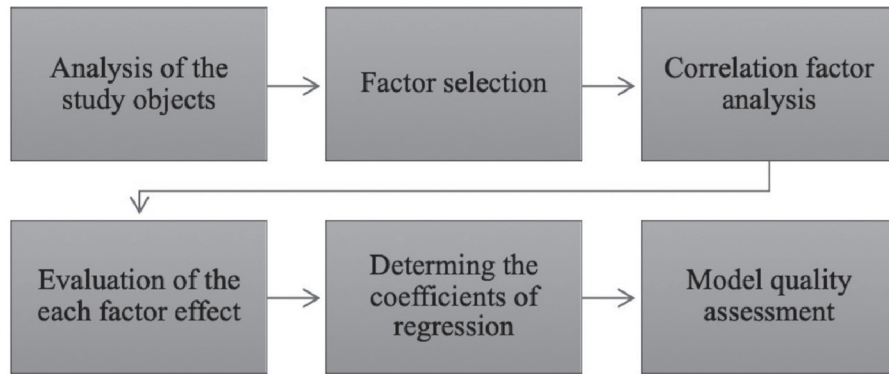 Analysis of the
study objects
Factor selection
Correlation factor
analysis
Evaluation of the
each factor effect
Determing the
coefficients of
regression
Model quality
assessment